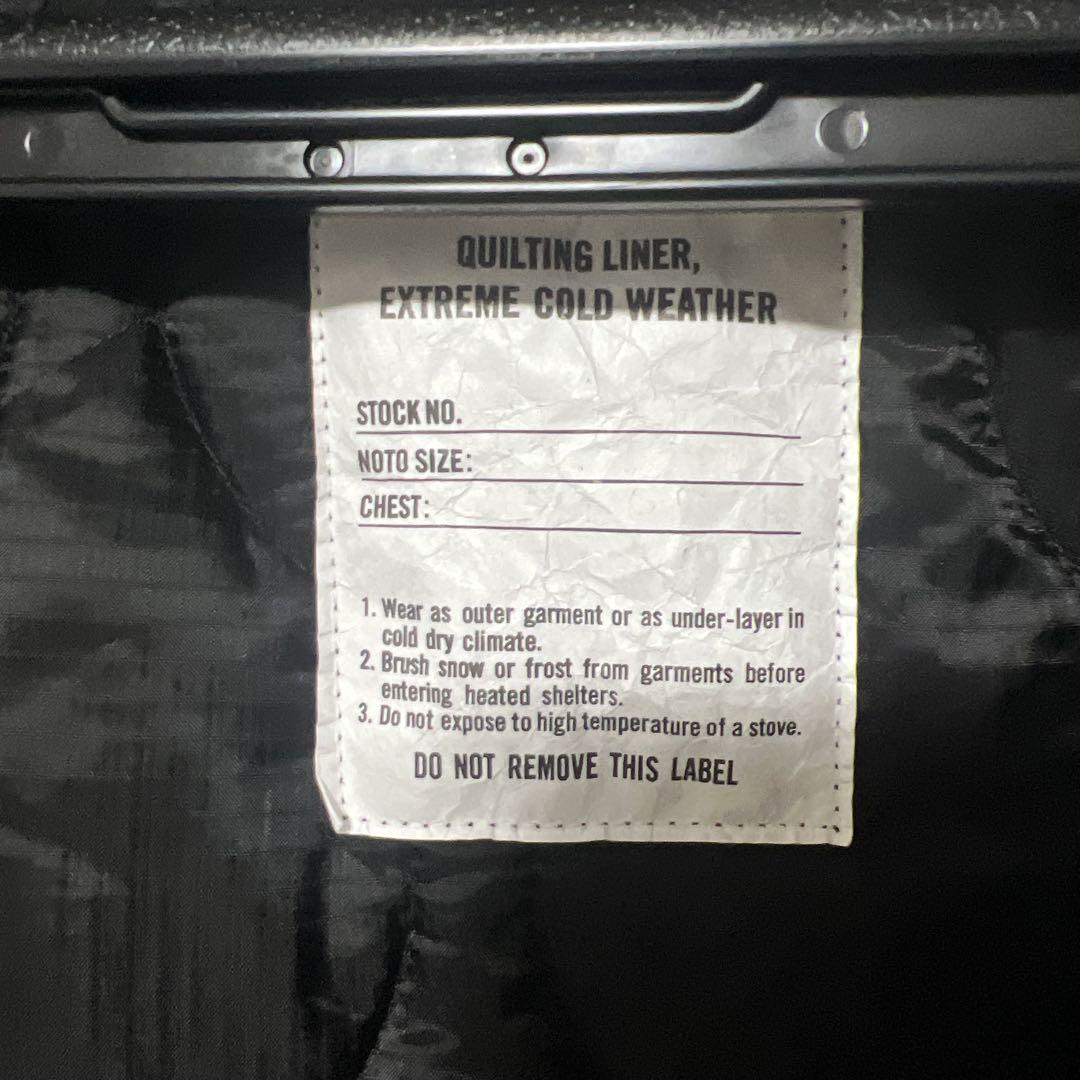 QUILTING LINER,
EXTREME COLD WEATHER
STOCK NO.
NOTO SIZE:
CHEST:
1. Wear as outer garment or as under-layer in
cold dry climate.
2. Brush snow or frost from garments before
entering heated shelters.
3. Do not expose to high temperature of a stove.
DO NOT REMOVE THIS LABEL